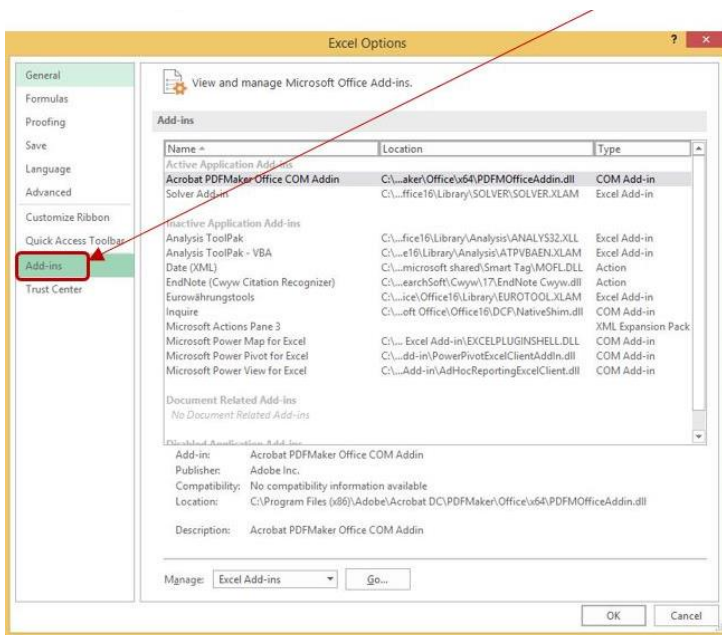 Excel Options
? ×
General
Formulas
Proofing
Save
Language
Advanced
Customize Ribbon
Quick Access Toolbar
Add-ins
Trust Center
View and manage Microsoft Office Add-ins.
Add-ins
Name Location Type
Active Application Add-ins
Acrobat PDFMaker Office COM Addin C:\...aker\Office\x64\PDFMOfficeAddin.dll COM Add-in
Solver Add-in C:\...ffice16\Library\SOLVER\SOLVER.XLAM Excel Add-in
Inactive Application Add-ins
Analysis ToolPak C:\...fice16\Library\Analysis\ANALYS32.XLL Excel Add-in
Analysis ToolPak - VBA C:\...e16\Library\Analysis\ATPVBAEN.XLAM Excel Add-in
Date (XML) C:\...microsoft shared\Smart Tag\MOFL.DLL Action
EndNote (Cwyw Citation Recognizer) C:\...earchSoft\Cwyw\17\EndNote Cwyw.dll Action
Eurowährungstools C:\...ice\Office16\Library\EUROTOOL.XLAM Excel Add-in
Inquire C:\...oft Office\Office16\DCF\NativeShim.dll COM Add-in
Microsoft Actions Pane 3 XML Expansion Pack
Microsoft Power Map for Excel C:\... Excel Add-in\EXCELPLUGINSHELL.DLL COM Add-in
Microsoft Power Pivot for Excel C:\...dd-in\PowerPivotExcelClientAddIn.dll COM Add-in
Microsoft Power View for Excel C:\...Add-in\AdHocReportingExcelClient.dll COM Add-in
Document Related Add-ins
No Document Related Add-ins
Disabled Application Add-ins
Add-in: Acrobat PDFMaker Office COM Addin
Publisher: Adobe Inc.
Compatibility: No compatibility information available
Location: C:\Program Files (x86)\Adobe\Acrobat DC\PDFMaker\Office\x64\PDFMOfficeAddin.dll
Description: Acrobat PDFMaker Office COM Addin
Manage: Excel Add-ins Go...
OK Cancel